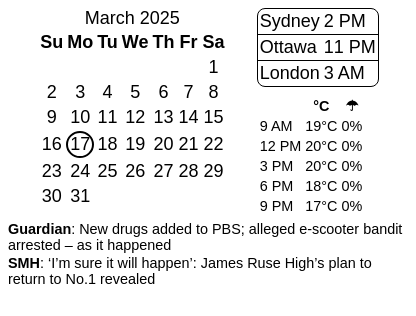 March 2025
Su Mo Tu We Th Fr Sa
1
2 3 4 5 6 7 8
9 10 11 12 13 14 15
16 17 18 19 20 21 22
23 24 25 26 27 28 29
30 31
Sydney 2 PM
Ottawa 11 PM
London 3 AM
°C ☂
9 AM 19°C 0%
12 PM 20°C 0%
3 PM 20°C 0%
6 PM 18°C 0%
9 PM 17°C 0%
Guardian: New drugs added to PBS; alleged e-scooter bandit
arrested – as it happened
SMH: ‘I’m sure it will happen’: James Ruse High’s plan to
return to No.1 revealed